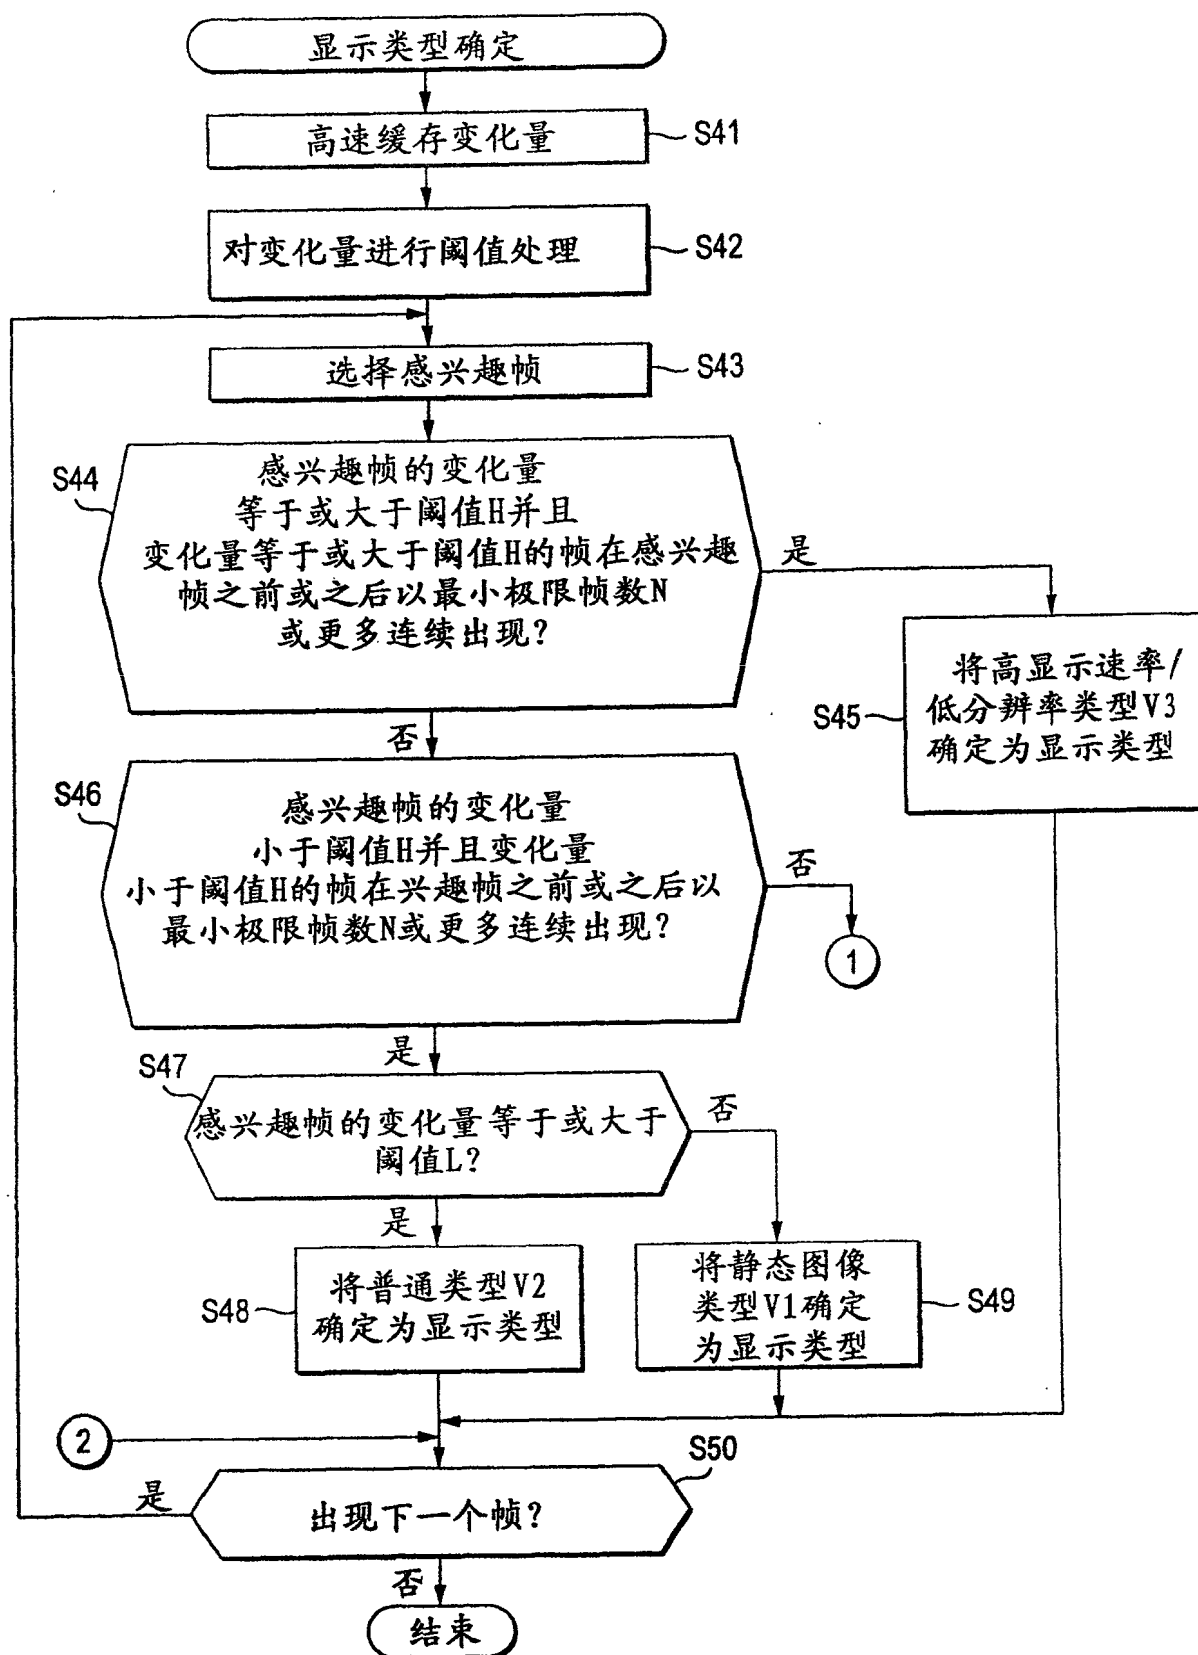 显示类型确定
高速缓存变化量
S41
对变化量进行阈值处理
S42
选择感兴趣帧
S43
S44
感兴趣帧的变化量
等于或大于阈值H并且
变化量等于或大于阈值H的帧在感兴趣
帧之前或之后以最小极限帧数N
或更多连续出现?
是
S45
将高显示速率/
低分辨率类型V3
确定为显示类型
否
S46
感兴趣帧的变化量
小于阈值H并且变化量
小于阈值H的帧在兴趣帧之前或之后以
最小极限帧数N或更多连续出现?
否
1
是
S47
感兴趣帧的变化量等于或大于
阈值L?
否
是
S48
将普通类型V2
确定为显示类型
将静态图像
类型V1确定
为显示类型
S49
2
S50
是
出现下一个帧?
否
结束